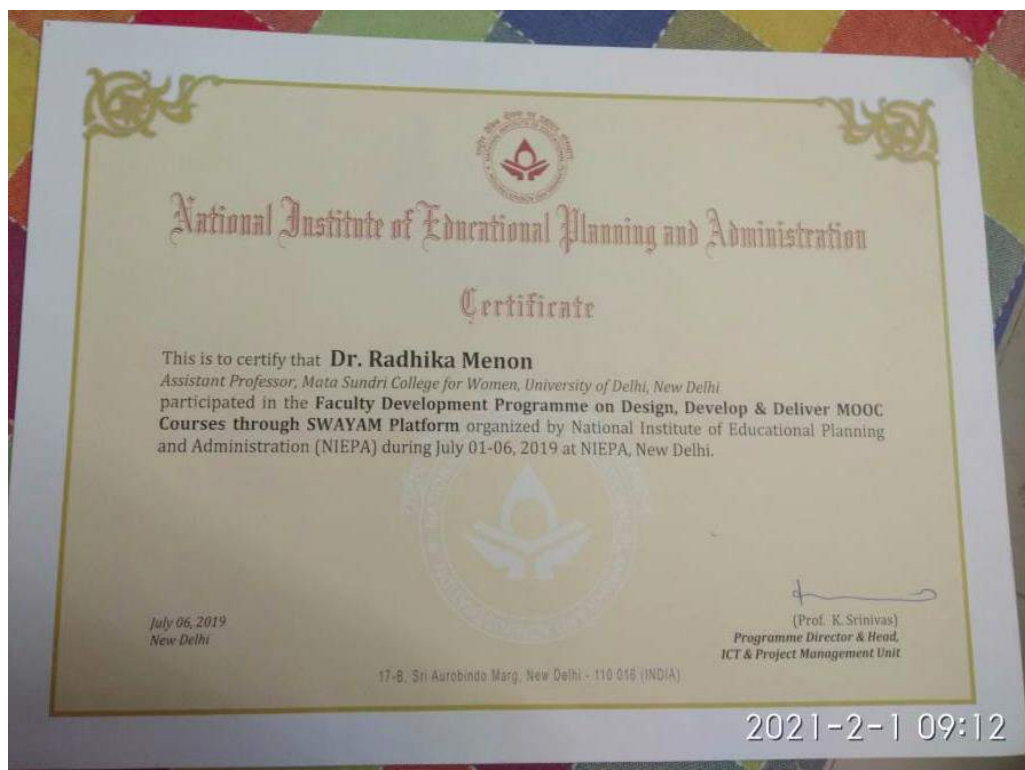 National Institute of Educational Planning and Administration
Certificate
This is to certify that Dr. Radhika Menon
Assistant Professor, Mata Sundri College for Women, University of Delhi, New Delhi
participated in the Faculty Development Programme on Design, Develop & Deliver MOOC
Courses through SWAYAM Platform organized by National Institute of Educational Planning
and Administration (NIEPA) during July 01-06, 2019 at NIEPA, New Delhi.
July 06, 2019
New Delhi
(Prof. K. Srinivas)
Programme Director & Head,
ICT & Project Management Unit
17-B, Sri Aurobindo Marg, New Delhi - 110 016 (INDIA)
2021-2-1 09:12